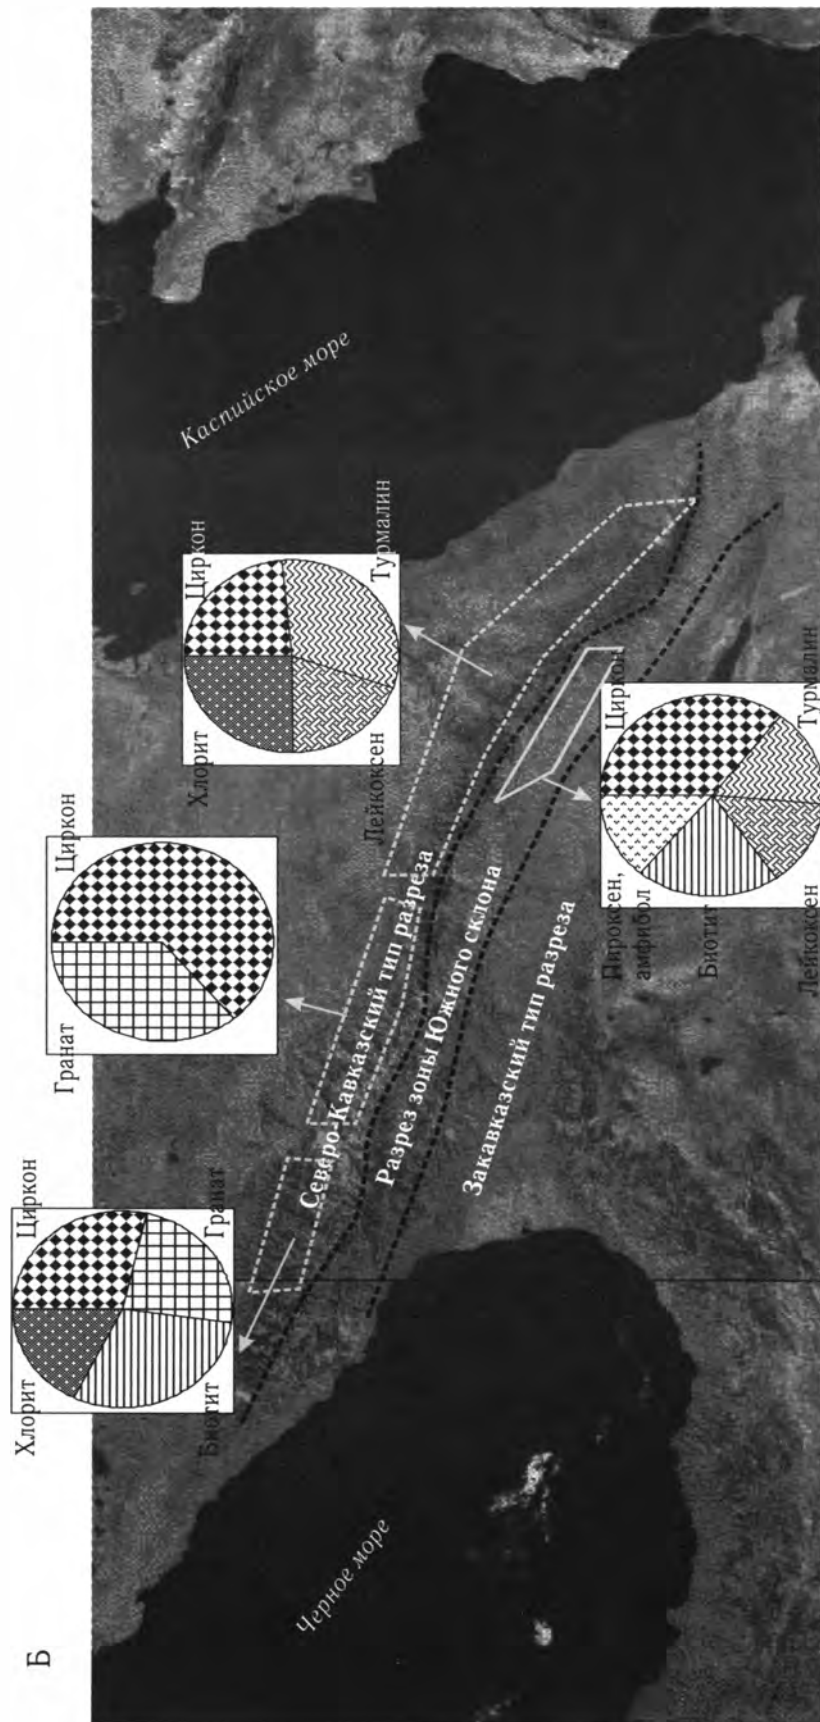 Б
Хлорит
Циркон
Биотит
Гранат
Гранат
Циркон
Хлорит
Циркон
Лейкоксен
Турмалин
Каспийское море
Северо-Кавказский тип разреза
Разрез зоны Южного склона
Закавказский тип разреза
Черное море
Пироксен,
амфибол
Циркон
Биотит
Лейкоксен
Турмалин